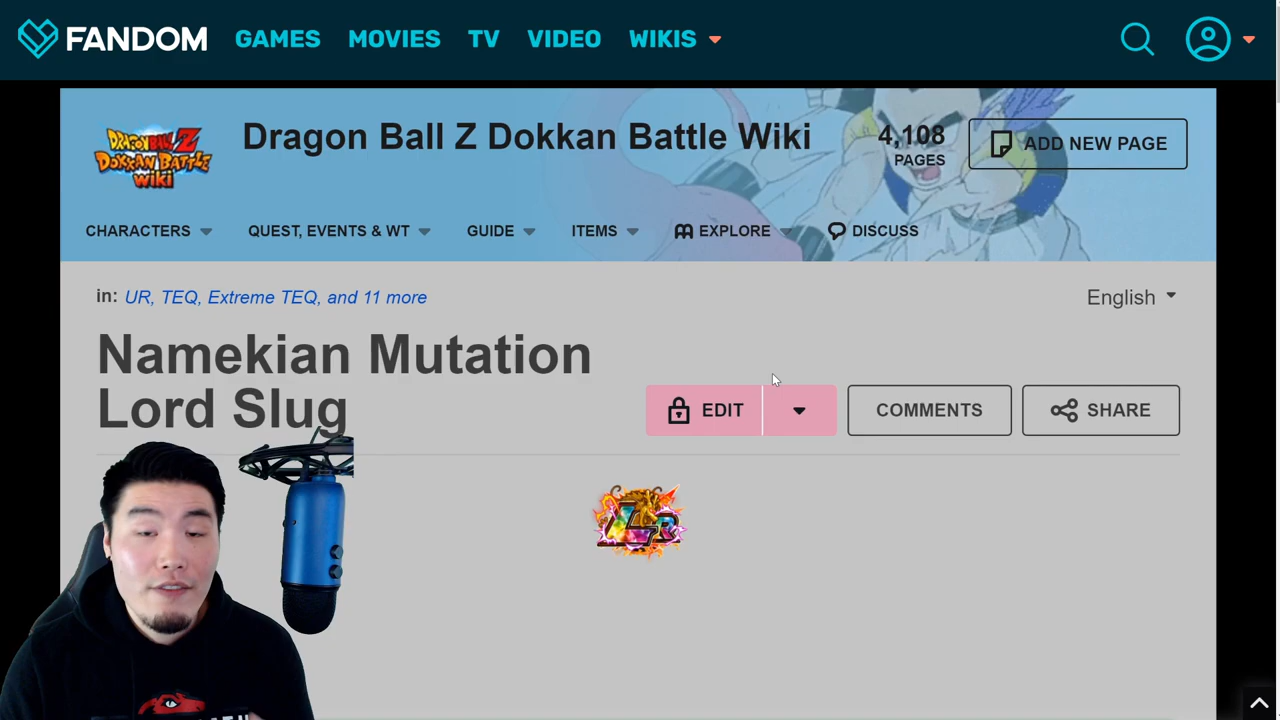 FANDOM GAMES MOVIES TV VIDEO WIKIS
DRAGON BALL Z
DOKKAN BATTLE
wiki
Dragon Ball Z Dokkan Battle Wiki
4,108
PAGES
ADD NEW PAGE
CHARACTERS QUEST, EVENTS & WT GUIDE ITEMS EXPLORE DISCUSS
in: UR, TEQ, Extreme TEQ, and 11 more
English
Namekian Mutation
Lord Slug
EDIT
COMMENTS
SHARE
LR